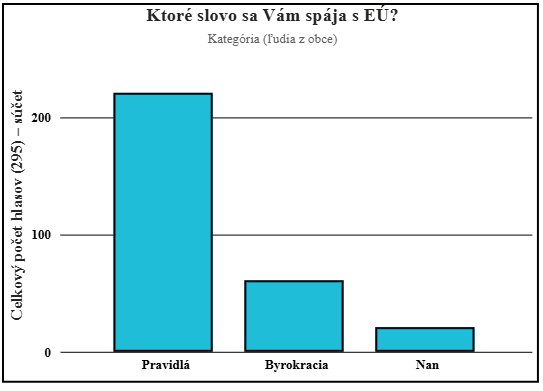 Ktoré slovo sa Vám spája s EÚ?
Kategória (ľudia z obce)
Celkový počet hlasov (295) – súčet
200
100
0
Pravidlá
Byrokracia
Nan